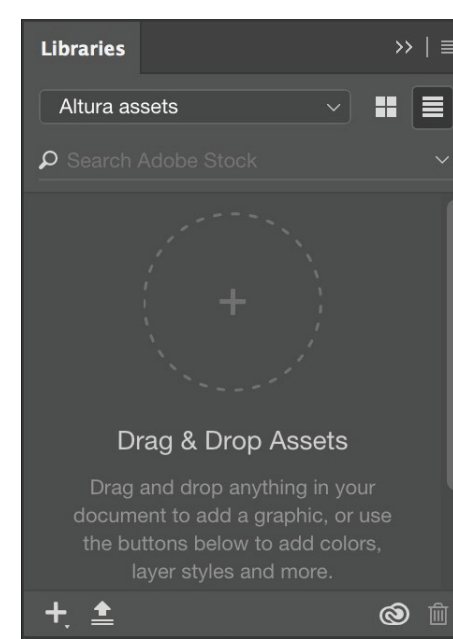 Libraries
Altura assets
Search Adobe Stock
Drag & Drop Assets
Drag and drop anything in your
document to add a graphic, or use
the buttons below to add colors,
layer styles and more.